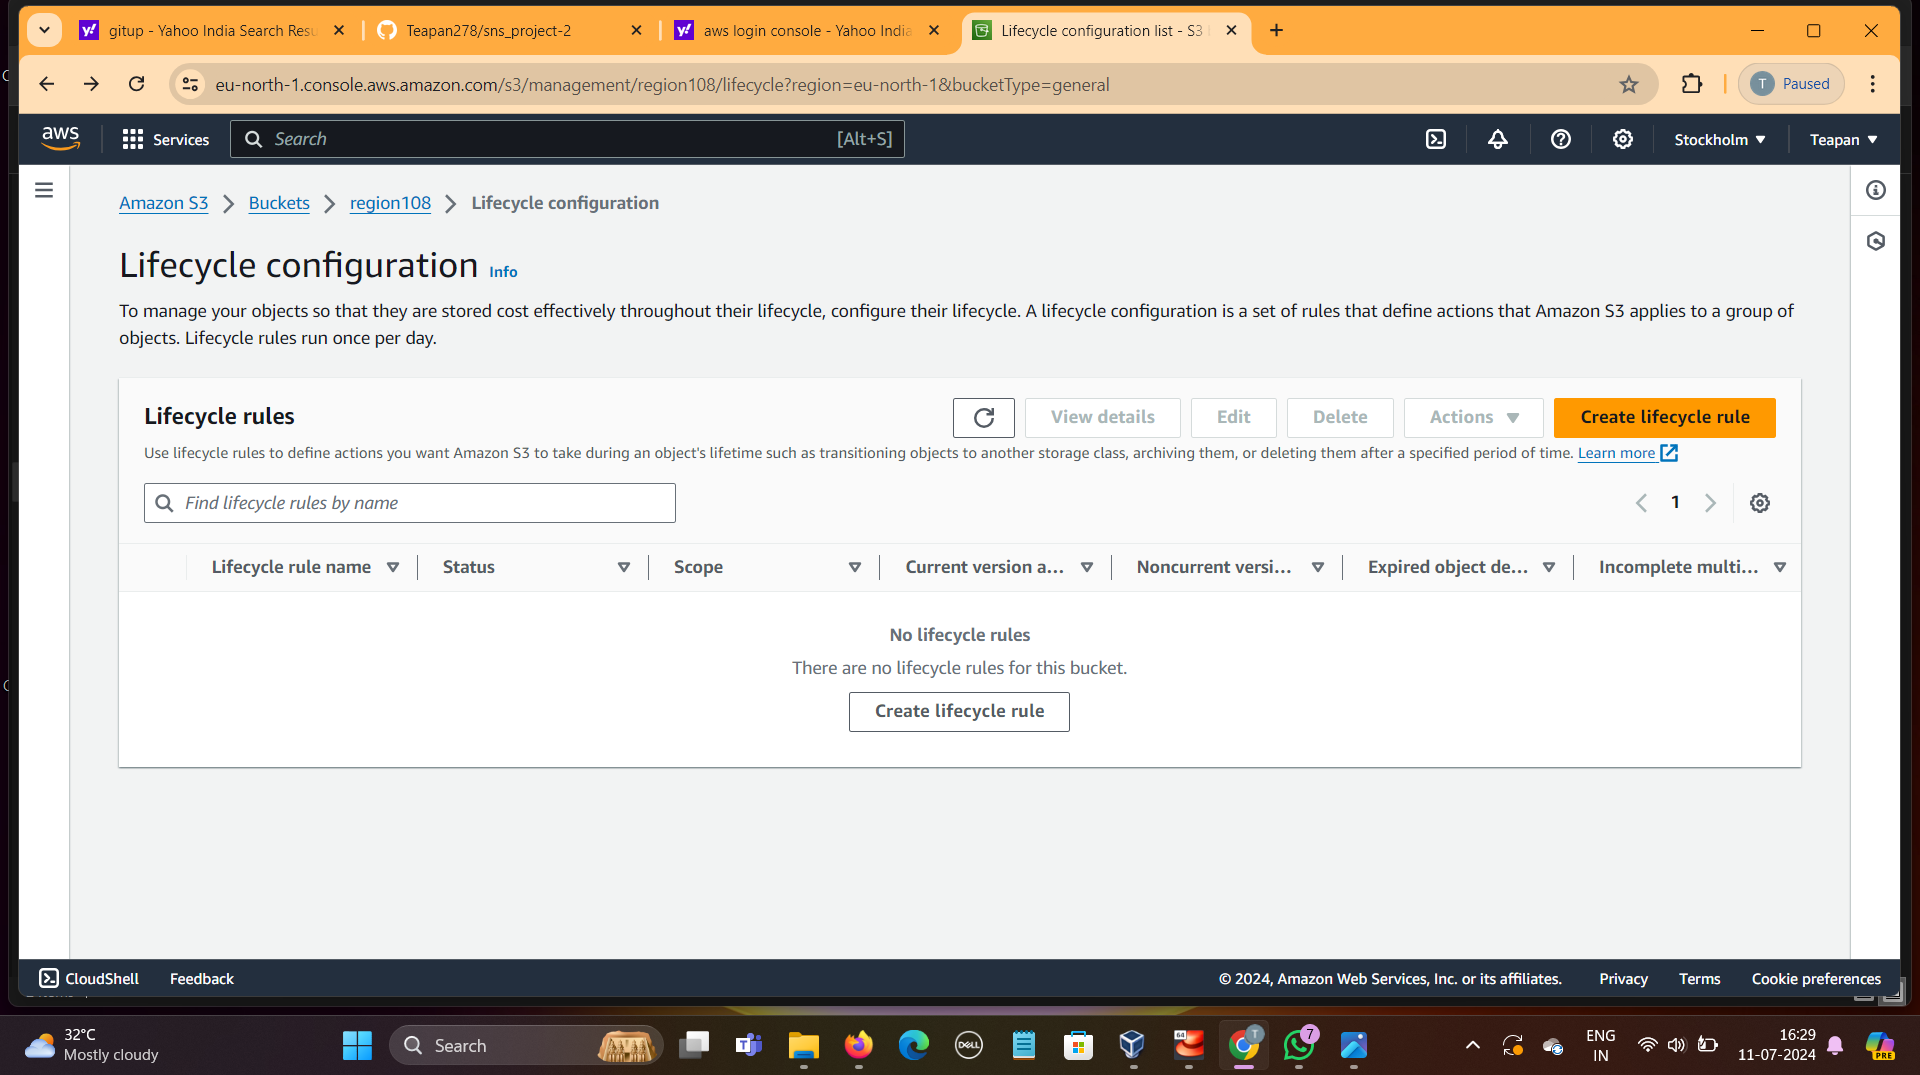 gitup - Yahoo India Search Resu
Teapan278/sns_project-2
aws login console - Yahoo India
Lifecycle configuration list - S3
eu-north-1.console.aws.amazon.com/s3/management/region108/lifecycle?region=eu-north-1&bucketType=general
T Paused
aws
Services
Search [Alt+S]
Stockholm
Teapan
Amazon S3 Buckets region108 Lifecycle configuration
Lifecycle configuration Info
To manage your objects so that they are stored cost effectively throughout their lifecycle, configure their lifecycle. A lifecycle configuration is a set of rules that define actions that Amazon S3 applies to a group of
objects. Lifecycle rules run once per day.
Lifecycle rules
View details
Edit
Delete
Actions
Create lifecycle rule
Use lifecycle rules to define actions you want Amazon S3 to take during an object's lifetime such as transitioning objects to another storage class, archiving them, or deleting them after a specified period of time. Learn more
Find lifecycle rules by name
1
Lifecycle rule name Status Scope Current version a... Noncurrent versi... Expired object de... Incomplete multi...
No lifecycle rules
There are no lifecycle rules for this bucket.
Create lifecycle rule
CloudShell Feedback © 2024, Amazon Web Services, Inc. or its affiliates. Privacy Terms Cookie preferences
32°C
Mostly cloudy
Search
DELL
64
T
7
ENG
IN
16:29
11-07-2024
PRE